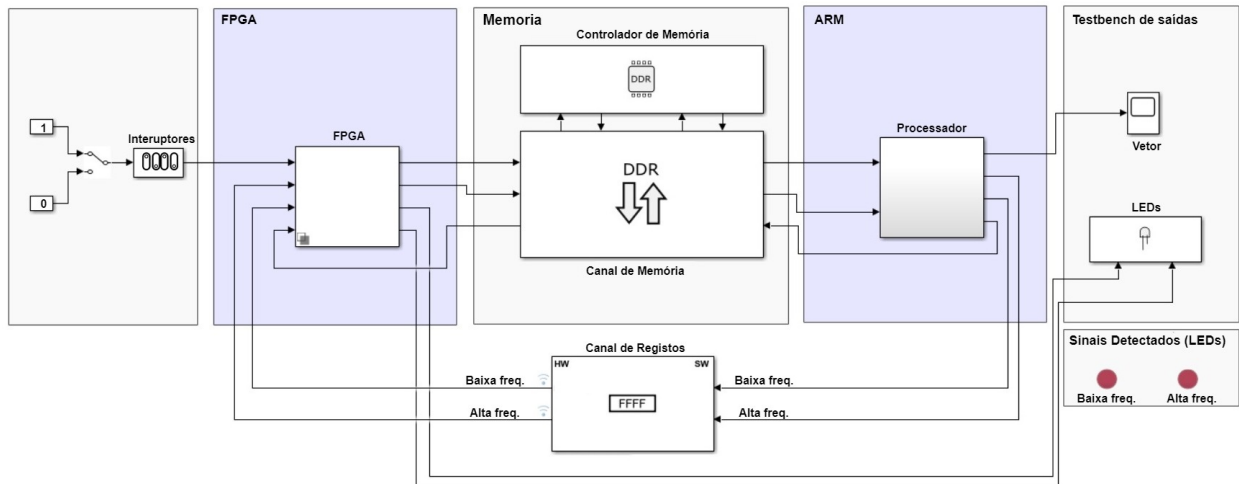 FPGA
Memoria
ARM
Testbench de saídas
Controlador de Memória
DDR
1
Interuptores
FPGA
DDR
Processador
Vetor
0
LEDs
Canal de Memória
Canal de Registos
HW
SW
Baixa freq.
Baixa freq.
FFFF
Alta freq.
Alta freq.
Sinais Detectados (LEDs)
Baixa freq.
Alta freq.